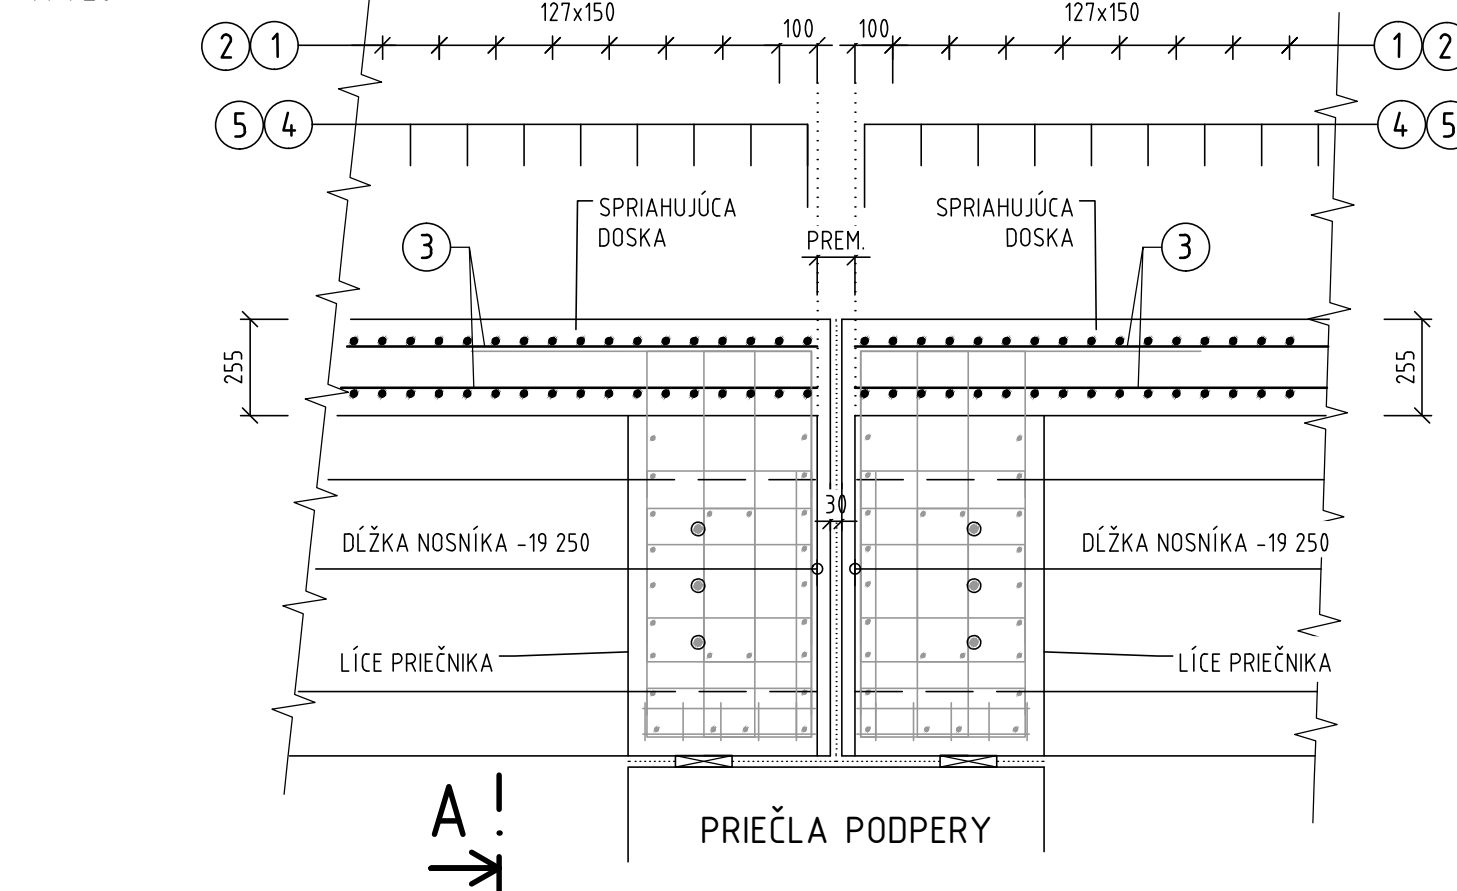 127x150
127x150
100
100
2 1
1 2
5 4
4 5
SPRIAHUJÚCA
DOSKA
SPRIAHUJÚCA
DOSKA
PREM.
3
3
255
255
30
DĹŽKA NOSNÍKA -19 250
DĹŽKA NOSNÍKA -19 250
LÍCE PRIEČNIKA
LÍCE PRIEČNIKA
A
PRIEČLA PODPERY